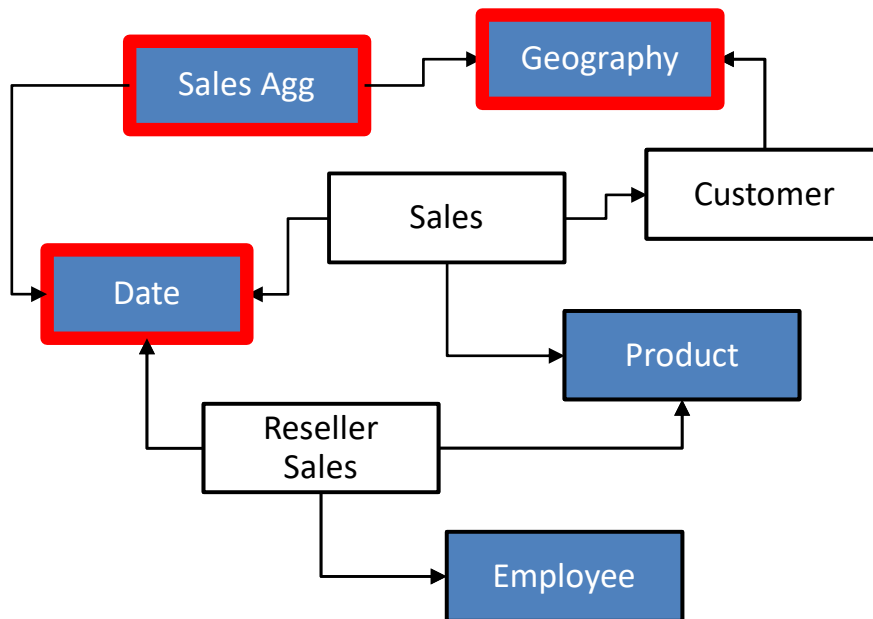 Geography
Sales Agg
Customer
Sales
Date
Product
Reseller
Sales
Employee